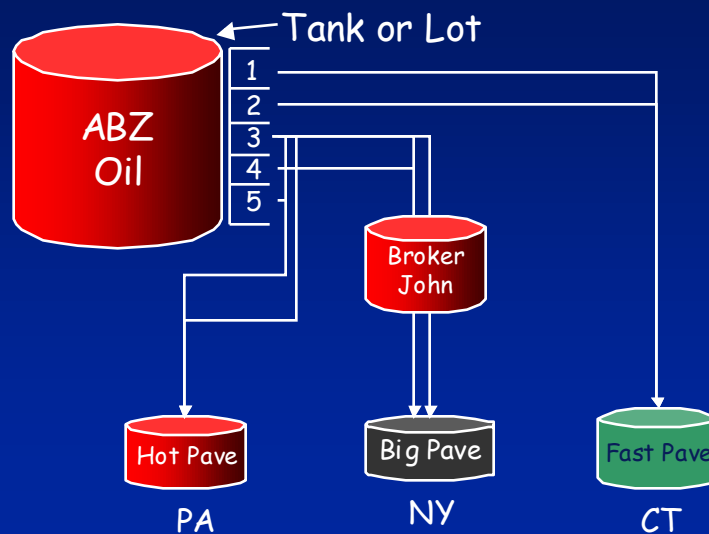 Tank or Lot
ABZ
Oil
1
2
3
4
5
Broker
John
Hot Pave
Big Pave
Fast Pave
PA
NY
CT